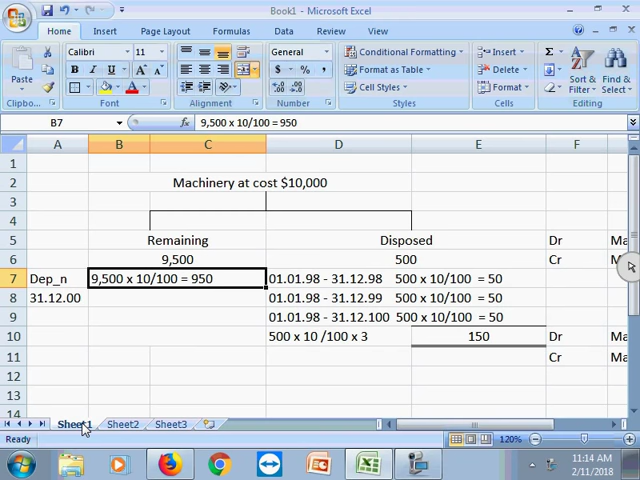 Book1 - Microsoft Excel
Home Insert Page Layout Formulas Data Review View
Paste Calibri 11 General Conditional Formatting Insert Σ
B I U A A Format as Table Delete Sort & Filter Find & Select
$ % , Cell Styles Format
Clipboard Font Alignment Number Styles Cells Editing
B7 fx 9,500 x 10/100 = 950
A B C D E F
1
2 Machinery at cost $10,000
3
4
5 Remaining Disposed Dr Ma
6 9,500 500 Cr M
7 Dep_n 9,500 x 10/100 = 950 01.01.98 - 31.12.98 500 x 10/100 = 50
8 31.12.00 01.01.98 - 31.12.99 500 x 10/100 = 50
9 01.01.98 - 31.12.100 500 x 10/100 = 50
10 500 x 10 /100 x 3 150 Dr Ma
11 Cr Ma
12
13
14
Sheet1 Sheet2 Sheet3
Ready 120%
11:14 AM
2/11/2018